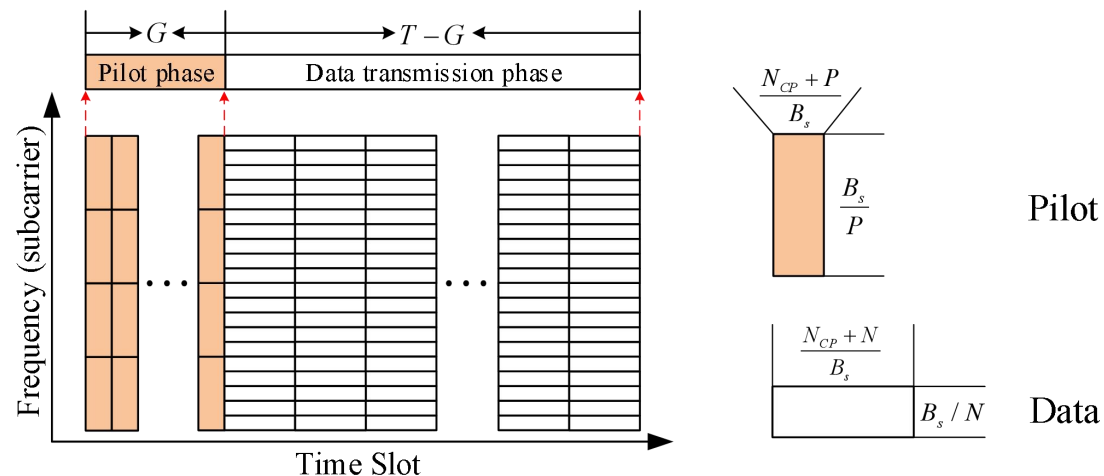 G
T − G
Pilot phase
Data transmission phase
Frequency (subcarrier)
Time Slot
N_CP + P
B_s
B_s
P
Pilot
N_CP + N
B_s
B_s / N
Data